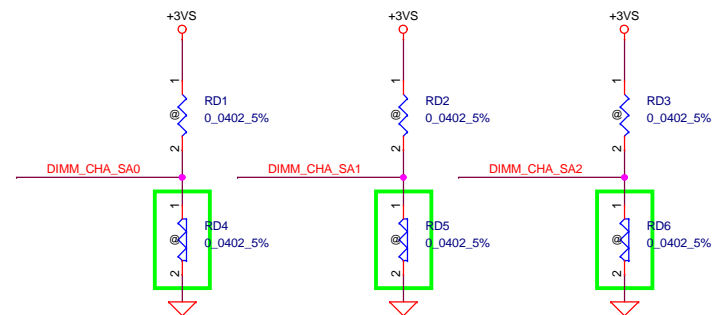 +3VS +3VS +3VS
1 1 1
RD1 RD2 RD3
@ 0_0402_5% @ 0_0402_5% @ 0_0402_5%
2 2 2
DIMM_CHA_SA0 DIMM_CHA_SA1 DIMM_CHA_SA2
1 1 1
RD4 RD5 RD6
@ 0_0402_5% @ 0_0402_5% @ 0_0402_5%
2 2 2